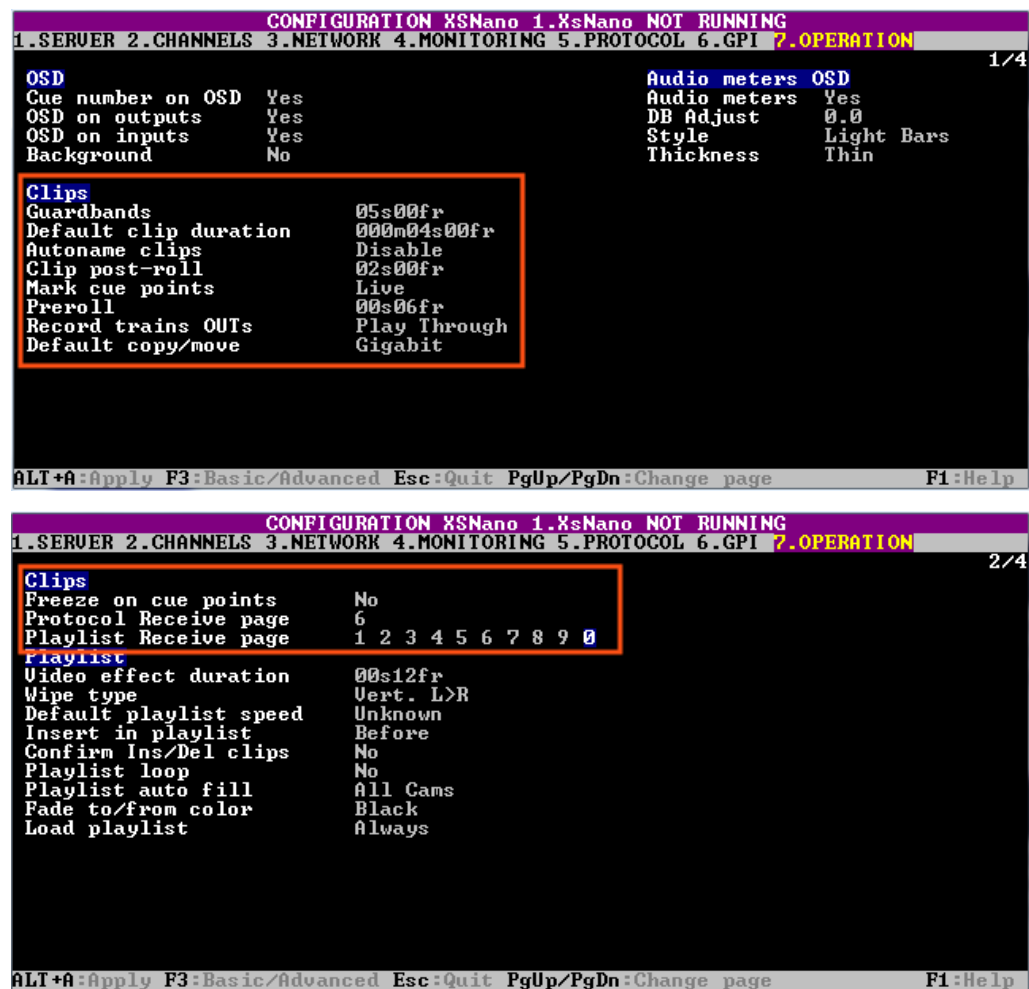 CONFIGURATION XSNano 1.XsNano NOT RUNNING
1.SERVER 2.CHANNELS 3.NETWORK 4.MONITORING 5.PROTOCOL 6.GPI 7.OPERATION
1/4
OSD
Cue number on OSD Yes
OSD on outputs Yes
OSD on inputs Yes
Background No
Audio meters OSD
Audio meters Yes
DB Adjust 0.0
Style Light Bars
Thickness Thin
Clips
Guardbands 05s00fr
Default clip duration 000m04s00fr
Autoname clips Disable
Clip post-roll 02s00fr
Mark cue points Live
Preroll 00s06fr
Record trains OUTs Play Through
Default copy/move Gigabit
ALT+A:Apply F3:Basic/Advanced Esc:Quit PgUp/PgDn:Change page F1:Help
CONFIGURATION XSNano 1.XsNano NOT RUNNING
1.SERVER 2.CHANNELS 3.NETWORK 4.MONITORING 5.PROTOCOL 6.GPI 7.OPERATION
2/4
Clips
Freeze on cue points No
Protocol Receive page 6
Playlist Receive page 1 2 3 4 5 6 7 8 9 0
Playlist
Video effect duration 00s12fr
Wipe type Vert. L>R
Default playlist speed Unknown
Insert in playlist Before
Confirm Ins/Del clips No
Playlist loop No
Playlist auto fill All Cams
Fade to/from color Black
Load playlist Always
ALT+A:Apply F3:Basic/Advanced Esc:Quit PgUp/PgDn:Change page F1:Help